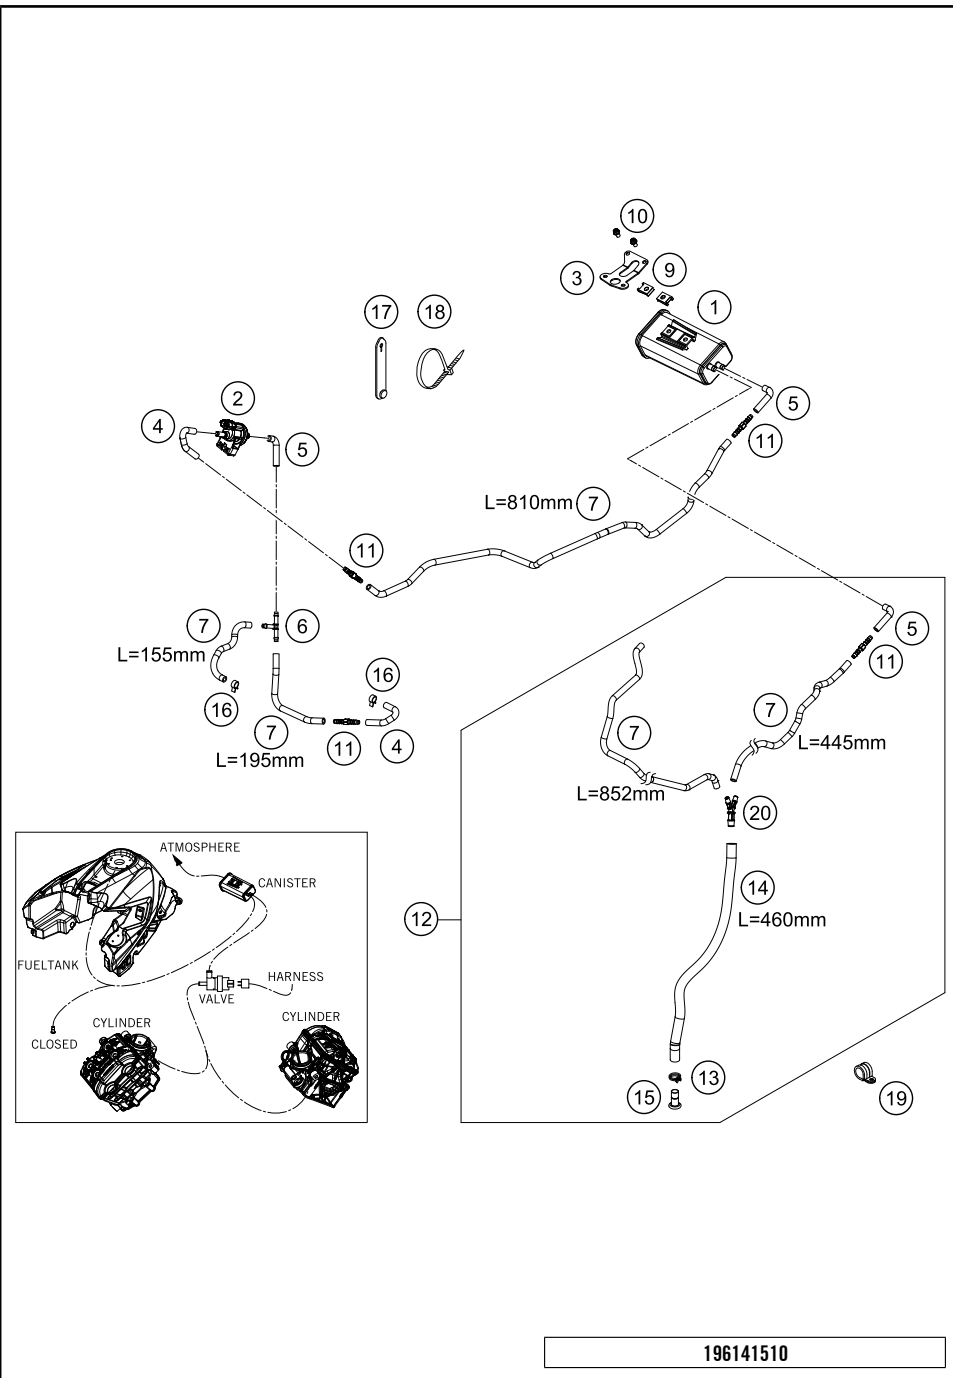 10
3
9
1
17
18
2
4
5
5
11
L=810mm 7
11
7
6
L=155mm
5
11
16
16
7
11
4
L=195mm
7
7
L=445mm
L=852mm
20
14
L=460mm
12
13
15
19
ATMOSPHERE
CANISTER
FUELTANK
HARNESS
VALVE
CYLINDER
CYLINDER
CLOSED
196141510